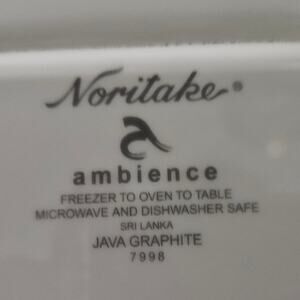 Noritake®
a
ambience
FREEZER TO OVEN TO TABLE
MICROWAVE AND DISHWASHER SAFE
SRI LANKA
JAVA GRAPHITE
7998